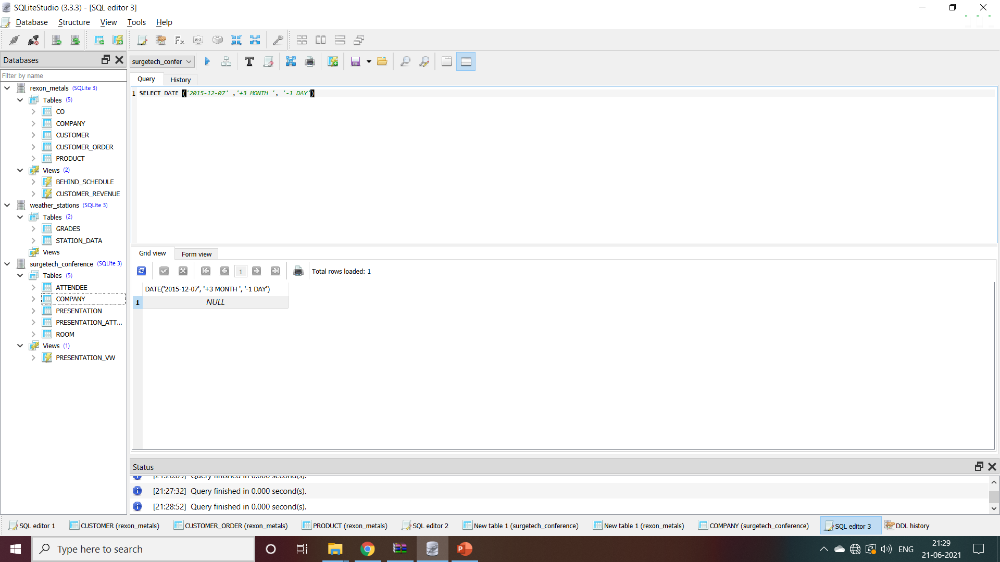 SQLiteStudio (3.3.3) - [SQL editor 3]
Database Structure View Tools Help
Databases
surgetech_confer
Filter by name
Query History
1 SELECT DATE ('2015-12-07' ,'+3 MONTH ', '-1 DAY')
rexon_metals (SQLite 3)
Tables (5)
CO
COMPANY
CUSTOMER
CUSTOMER_ORDER
PRODUCT
Views (2)
BEHIND_SCHEDULE
CUSTOMER_REVENUE
weather_stations (SQLite 3)
Tables (2)
GRADES
STATION_DATA
Views
surgetech_conference (SQLite 3)
Tables (5)
ATTENDEE
COMPANY
PRESENTATION
PRESENTATION_ATT...
ROOM
Views (1)
PRESENTATION_VW
Grid view Form view
1 Total rows loaded: 1
DATE('2015-12-07', '+3 MONTH ', '-1 DAY')
1 NULL
Status
Query finished in 0.000 second(s).
[21:27:32] Query finished in 0.000 second(s).
[21:28:52] Query finished in 0.000 second(s).
SQL editor 1 CUSTOMER (rexon_metals) CUSTOMER_ORDER (rexon_metals) PRODUCT (rexon_metals) SQL editor 2 New table 1 (surgetech_conference) New table 1 (rexon_metals) COMPANY (surgetech_conference) SQL editor 3 DDL history
Type here to search
ENG
21:29
21-06-2021